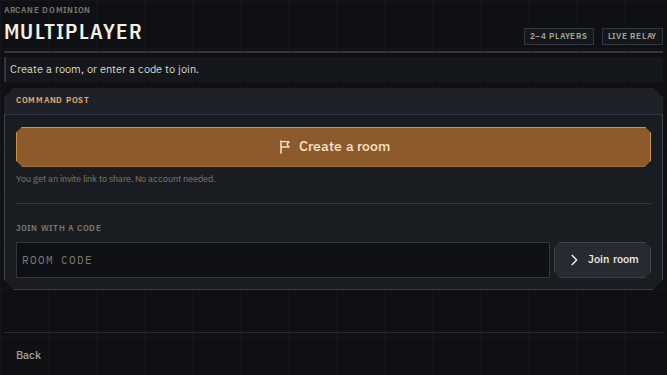 ARCANE DOMINION
MULTIPLAYER
2–4 PLAYERS
LIVE RELAY
Create a room, or enter a code to join.
COMMAND POST
Create a room
You get an invite link to share. No account needed.
JOIN WITH A CODE
ROOM CODE
Join room
Back